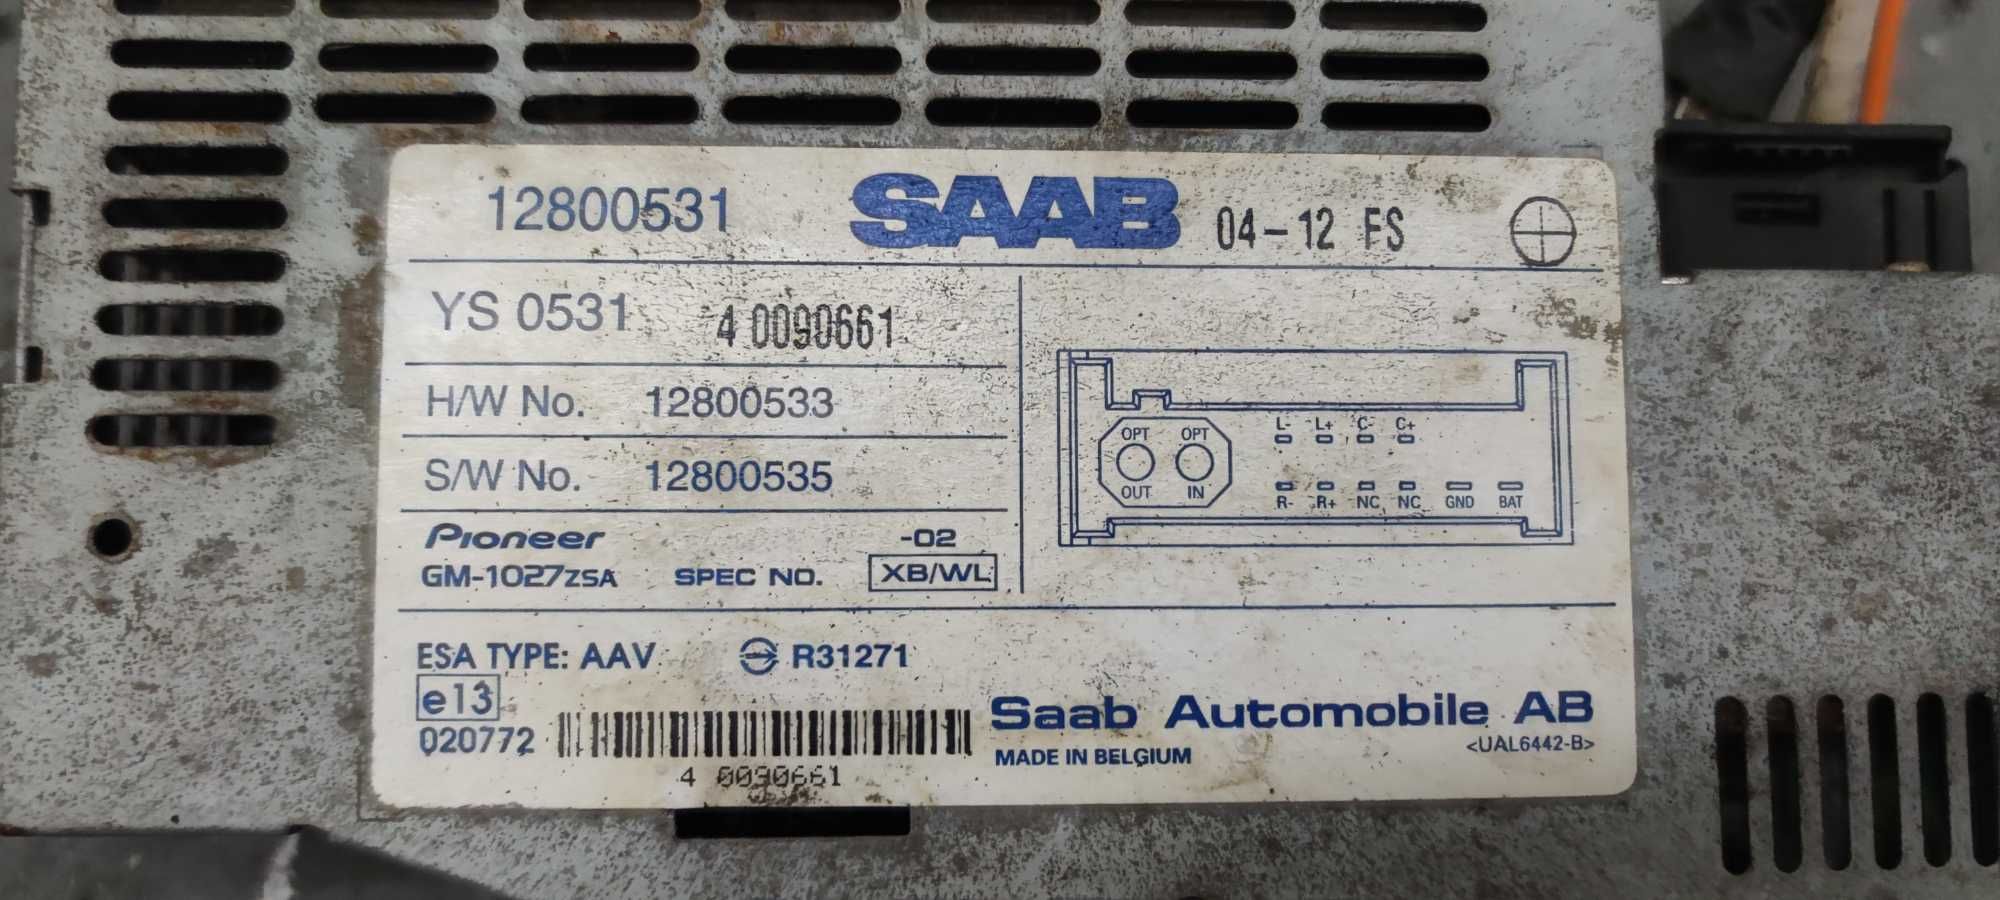 12800531 SAAB 04-12 FS
YS 0531 4 0090661
H/W No. 12800533
S/W No. 12800535
Pioneer -02
GM-1027ZSA SPEC NO. XB/WL
OPT OPT L- L+ C- C+
OUT IN R- R+ NC NC GND BAT
ESA TYPE: AAV R31271
e13
020772
4 0090661
Saab Automobile AB
MADE IN BELGIUM <UAL6442-B>